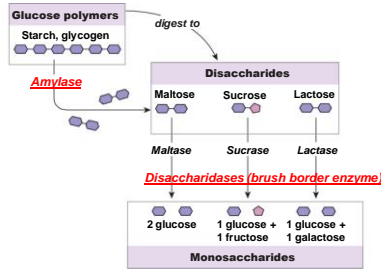 Glucose polymers
Starch, glycogen
digest to
Amylase
Disaccharides
Maltose
Sucrose
Lactose
Maltase
Sucrase
Lactase
Disaccharidases (brush border enzyme)
2 glucose
1 glucose +
1 fructose
1 glucose +
1 galactose
Monosaccharides